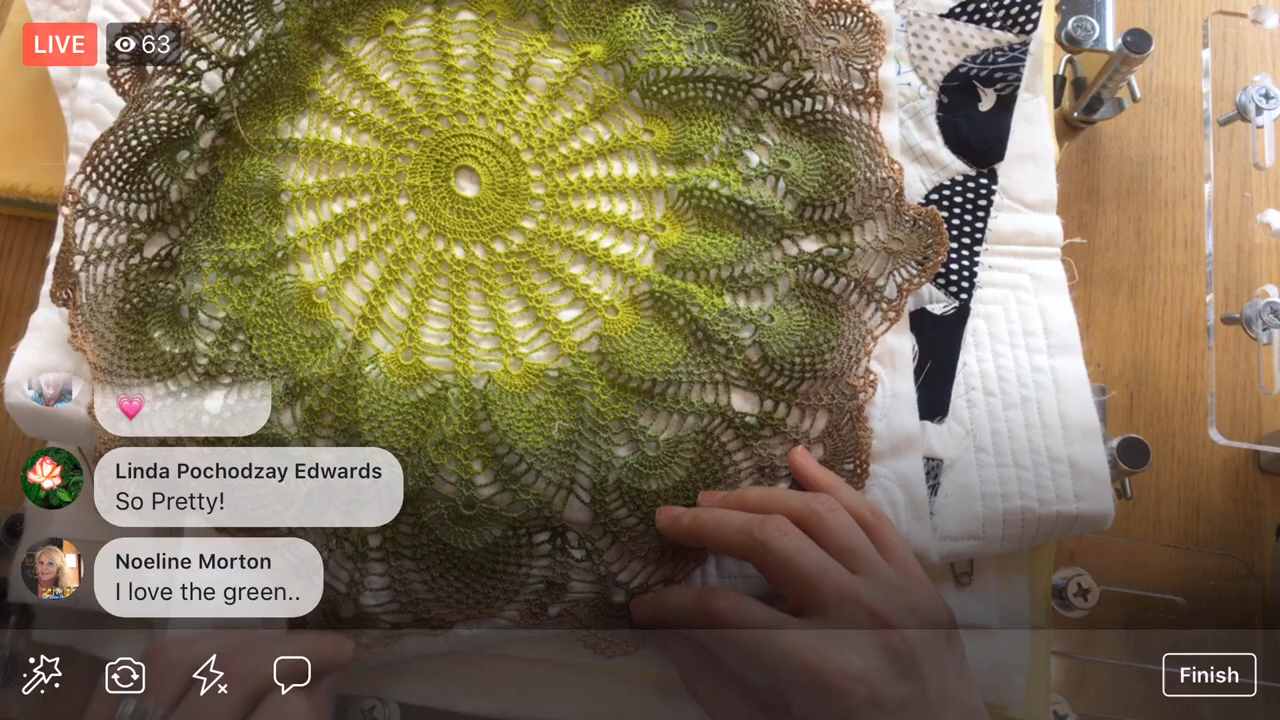 LIVE 63
💗
Linda Pochodzay Edwards
So Pretty!
Noeline Morton
I love the green..
Finish